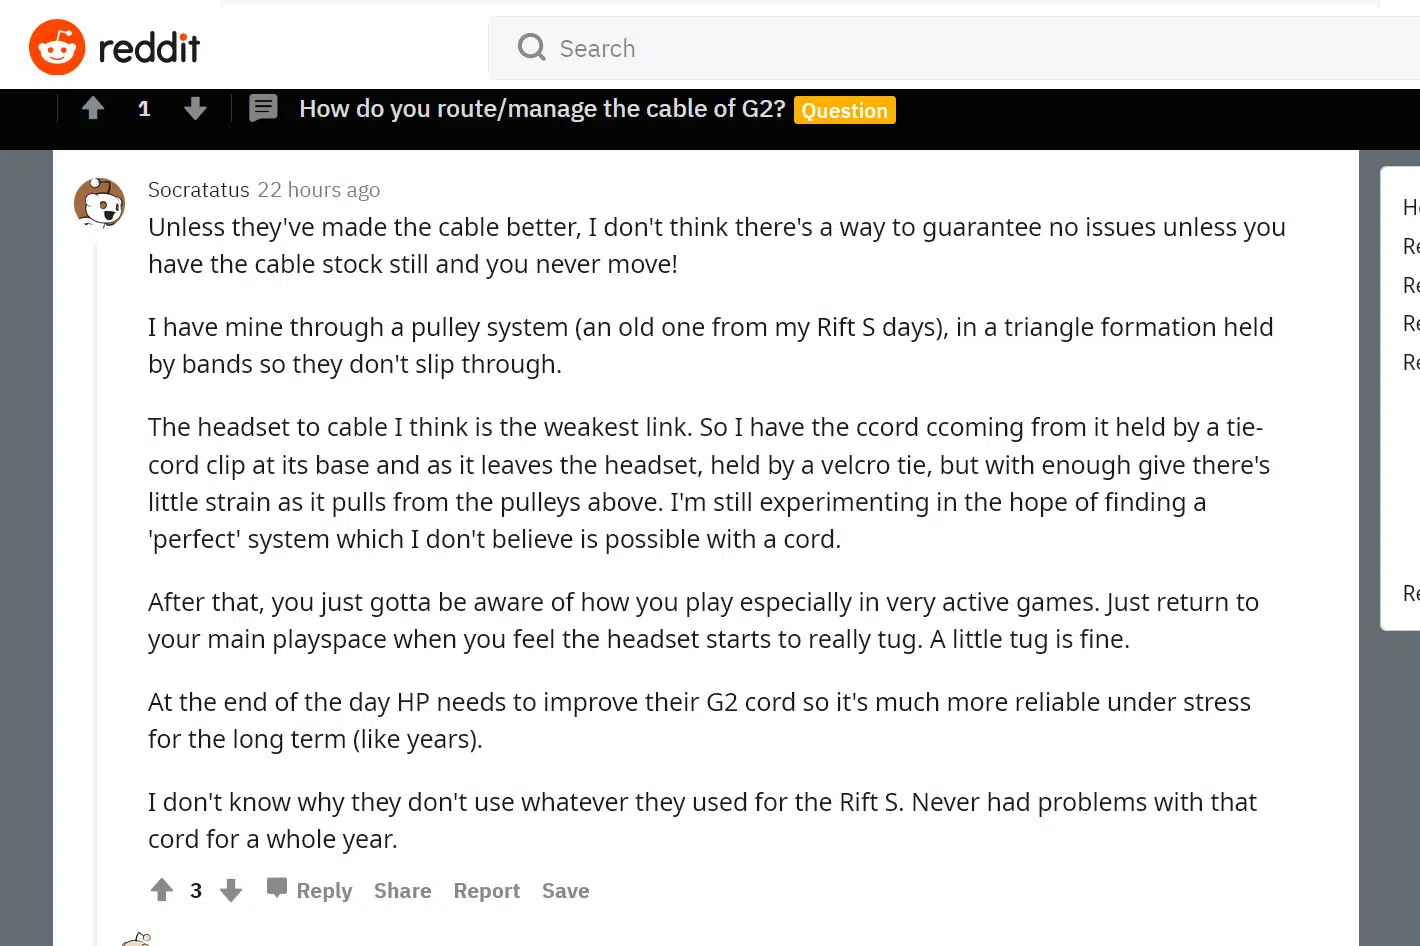 reddit
Search
1
How do you route/manage the cable of G2? Question
Socratatus 22 hours ago
Unless they've made the cable better, I don't think there's a way to guarantee no issues unless you
have the cable stock still and you never move!
I have mine through a pulley system (an old one from my Rift S days), in a triangle formation held
by bands so they don't slip through.
The headset to cable I think is the weakest link. So I have the ccord ccoming from it held by a tie-
cord clip at its base and as it leaves the headset, held by a velcro tie, but with enough give there's
little strain as it pulls from the pulleys above. I'm still experimenting in the hope of finding a
'perfect' system which I don't believe is possible with a cord.
After that, you just gotta be aware of how you play especially in very active games. Just return to
your main playspace when you feel the headset starts to really tug. A little tug is fine.
At the end of the day HP needs to improve their G2 cord so it's much more reliable under stress
for the long term (like years).
I don't know why they don't use whatever they used for the Rift S. Never had problems with that
cord for a whole year.
3 Reply Share Report Save